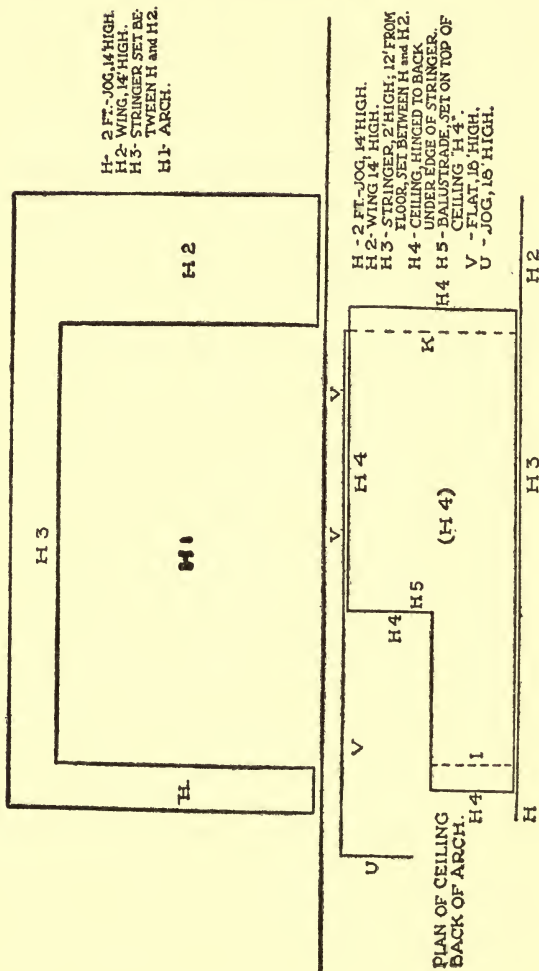 H- 2 FT.-JOG, 14' HIGH.
H2- WING, 14' HIGH.
H3- STRINGER SET BE-
TWEEN H and H2.
H1- ARCH.
H3
H
H1
H2
H - 2 FT.-JOG, 14' HIGH.
H2- WING 14' HIGH.
H3- STRINGER, 2' HIGH; 12' FROM
FLOOR, SET BETWEEN H and H2.
H4- CEILING, HINGED TO BACK
UNDER EDGE OF STRINGER.
H5- BALUSTRADE, SET ON TOP OF
CEILING "H4".
V - FLAT, 18' HIGH.
U - JOG, 18' HIGH.
V
V
V
H4
U
H4
H5
(H4)
K
H4
I
H4
PLAN OF CEILING
BACK OF ARCH.
H
H3
H2